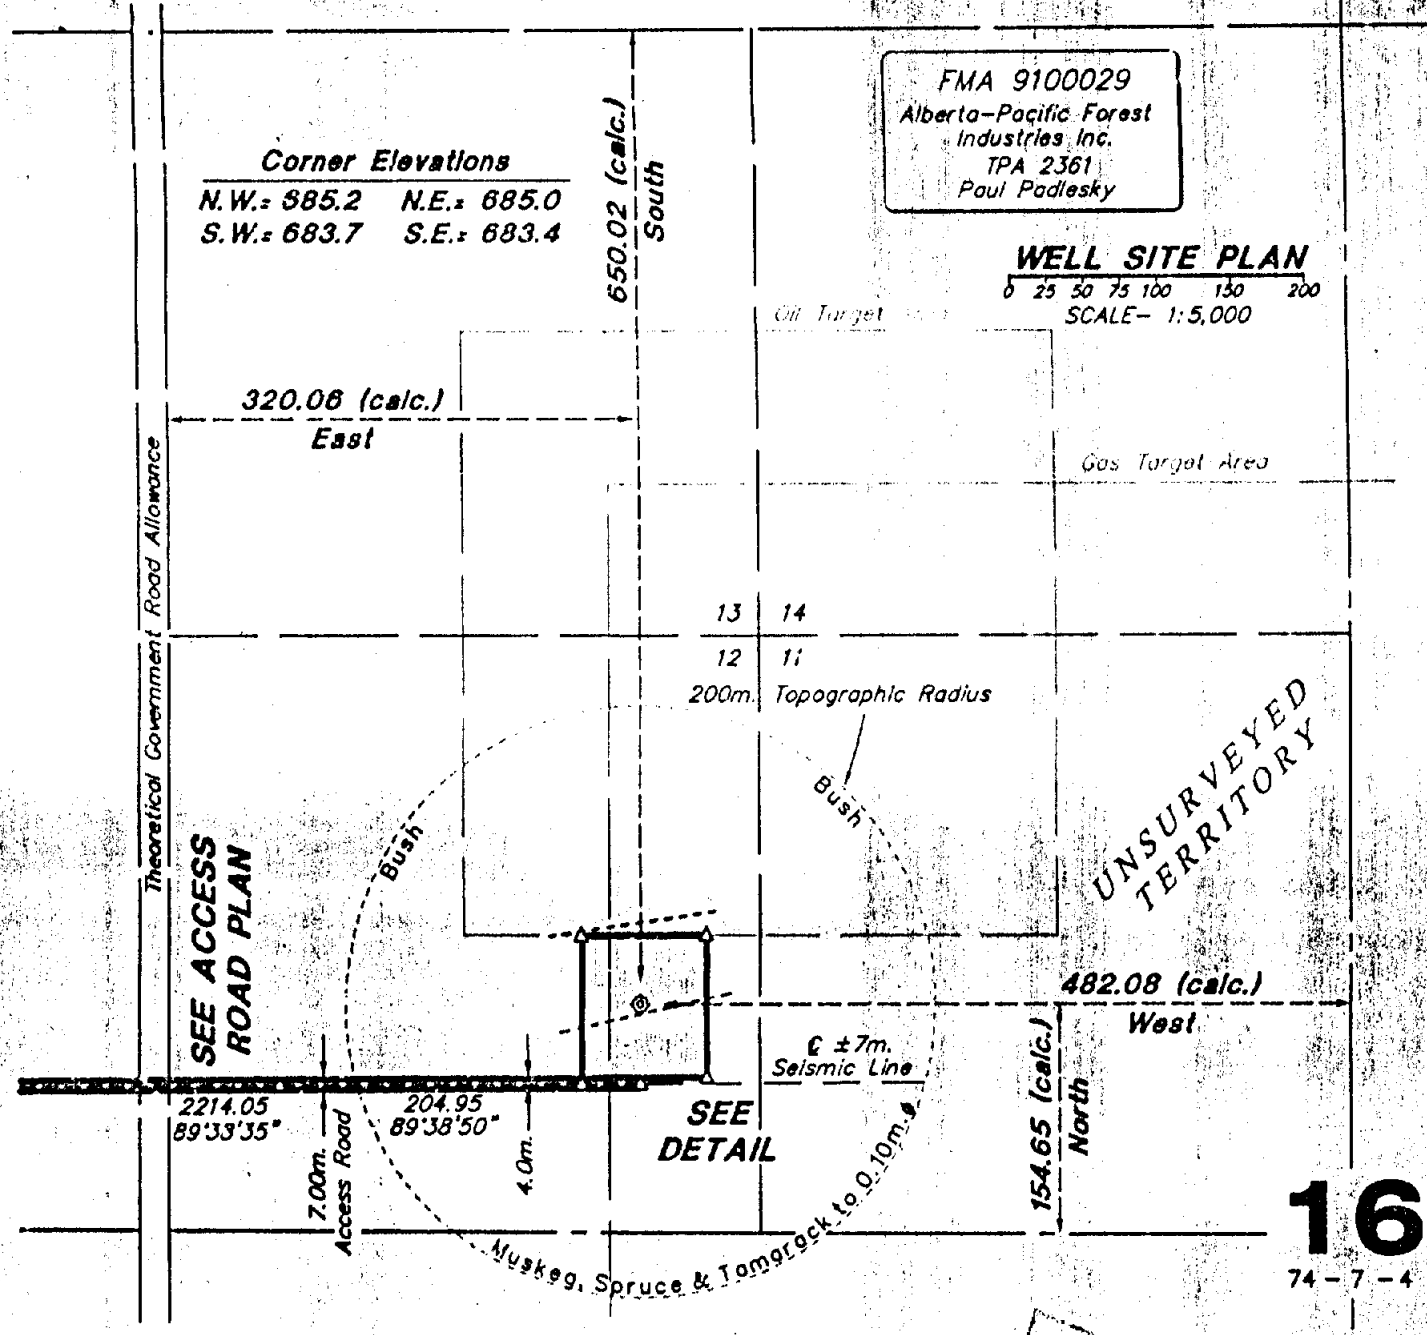 FMA 9100029
Alberta-Pacific Forest
Industries Inc.
TPA 2361
Paul Padlesky
Corner Elevations
N.W.: 685.2 N.E.: 685.0
S.W.: 683.7 S.E.: 683.4
650.02 (calc.)
South
WELL SITE PLAN
0 25 50 75 100 150 200
SCALE- 1:5,000
Oil Target
320.06 (calc.)
East
Gas Target Area
Theoretical Government Road Allowance
13 14
12 11
200m. Topographic Radius
Bush
Bush
UNSURVEYED
TERRITORY
SEE ACCESS
ROAD PLAN
482.08 (calc.)
West
℄ ±7m.
Seismic Line
2214.05
89°33'35"
204.95
89°38'50"
7.00m.
Access Road
4.0m.
SEE
DETAIL
154.65 (calc.)
North
Muskeg, Spruce & Tamarack to 0.10m.ø
16
74-7-4